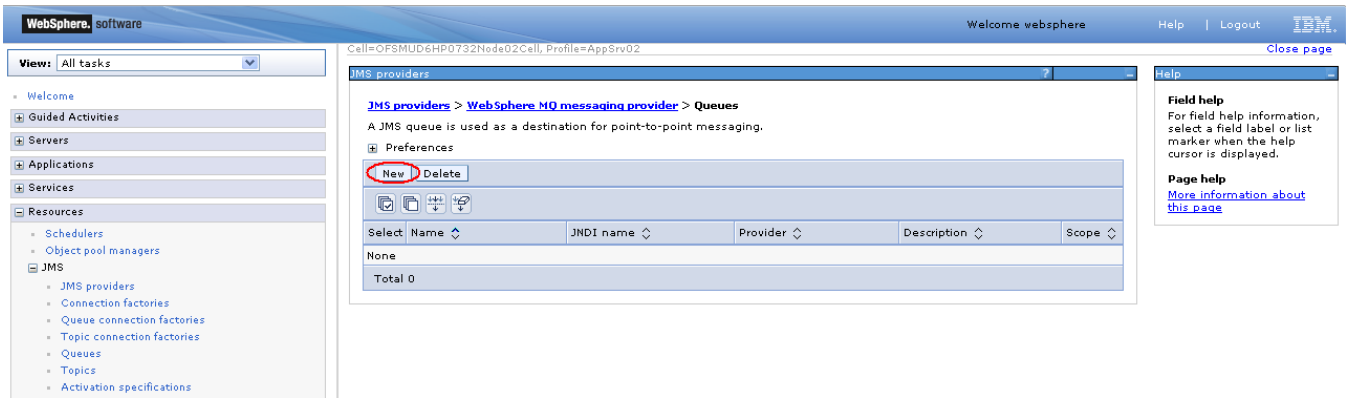 WebSphere. software
Welcome websphere
Help | Logout
IBM.
View: All tasks
Welcome
Guided Activities
Servers
Applications
Services
Resources
Schedulers
Object pool managers
JMS
JMS providers
Connection factories
Queue connection factories
Topic connection factories
Queues
Topics
Activation specifications
Cell=OFSMUD6HP0732Node02Cell, Profile=AppSrv02
Close page
JMS providers
?
JMS providers > WebSphere MQ messaging provider > Queues
A JMS queue is used as a destination for point-to-point messaging.
Preferences
New Delete
Select Name JNDI name Provider Description Scope
None
Total 0
Help
Field help
For field help information,
select a field label or list
marker when the help
cursor is displayed.
Page help
More information about
this page